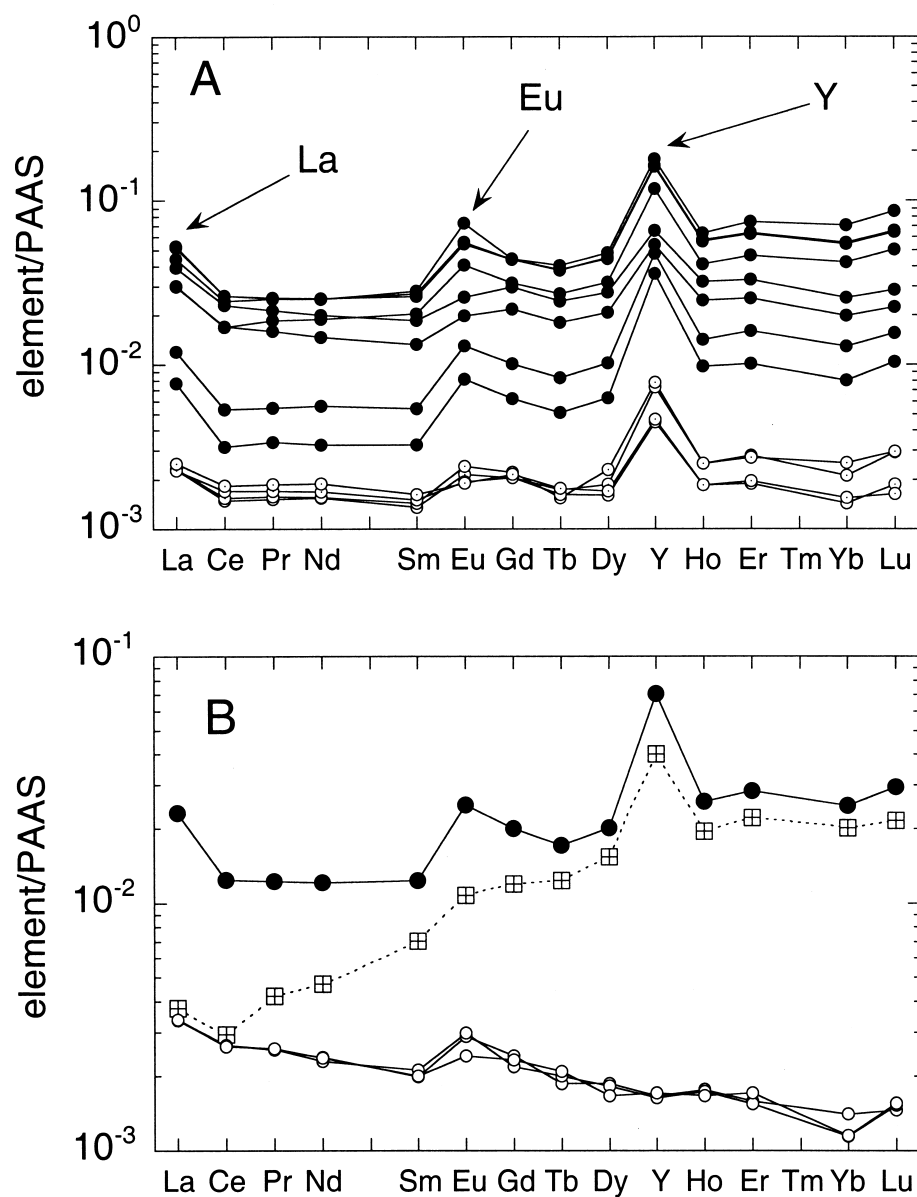 10⁰
A
Eu
Y
La
10⁻¹
element/PAAS
10⁻²
10⁻³
La Ce Pr Nd Sm Eu Gd Tb Dy Y Ho Er Tm Yb Lu
10⁻¹
B
element/PAAS
10⁻²
10⁻³
La Ce Pr Nd Sm Eu Gd Tb Dy Y Ho Er Tm Yb Lu